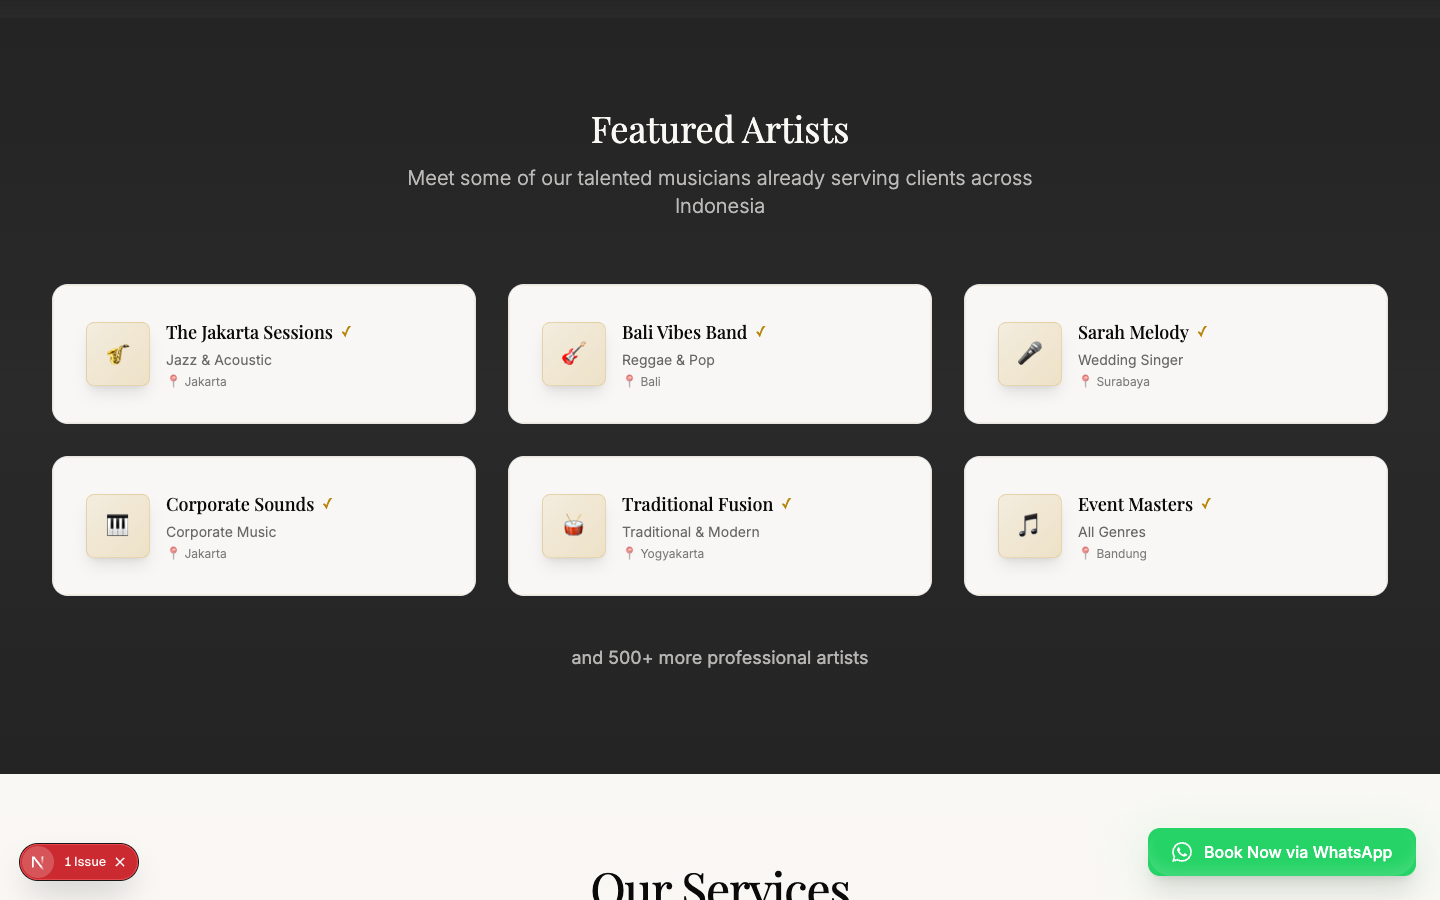 Featured Artists
Meet some of our talented musicians already serving clients across
Indonesia
The Jakarta Sessions ✓
Jazz & Acoustic
📍 Jakarta
Bali Vibes Band ✓
Reggae & Pop
📍 Bali
Sarah Melody ✓
Wedding Singer
📍 Surabaya
Corporate Sounds ✓
Corporate Music
📍 Jakarta
Traditional Fusion ✓
Traditional & Modern
📍 Yogyakarta
Event Masters ✓
All Genres
📍 Bandung
and 500+ more professional artists
Our Services
N 1 Issue ×
Book Now via WhatsApp